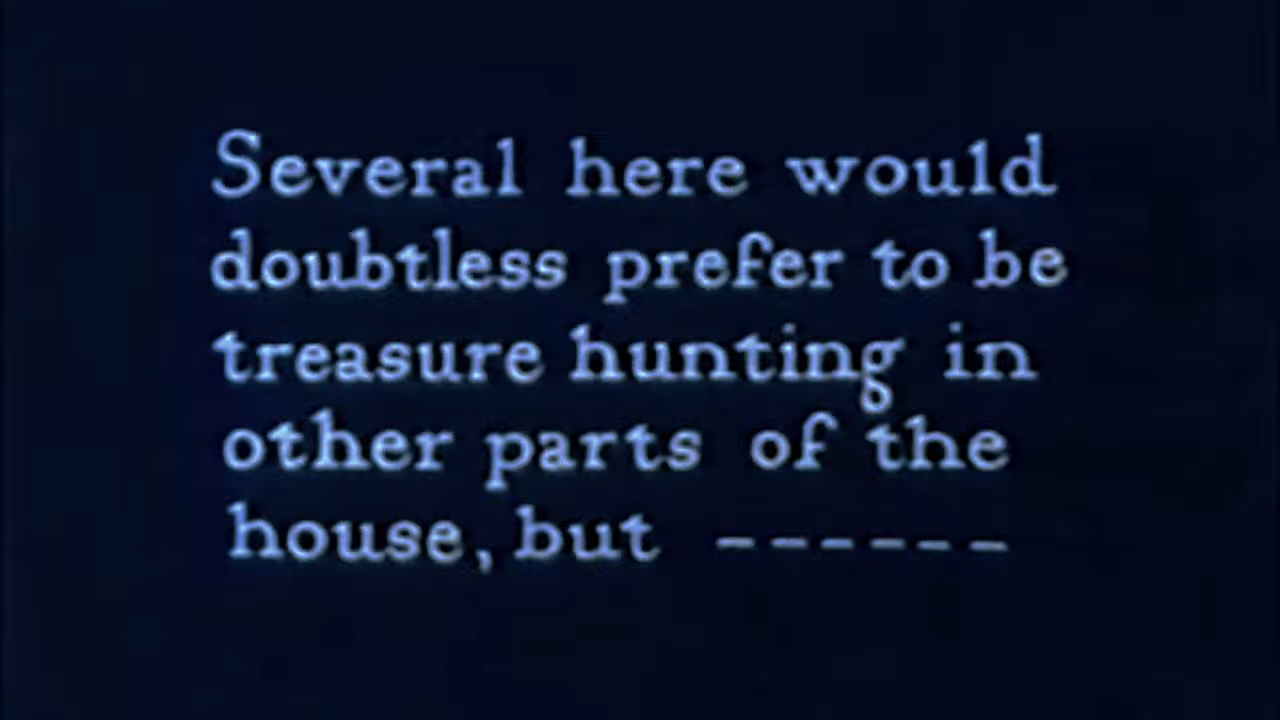 Several here would
doubtless prefer to be
treasure hunting in
other parts of the
house, but ------